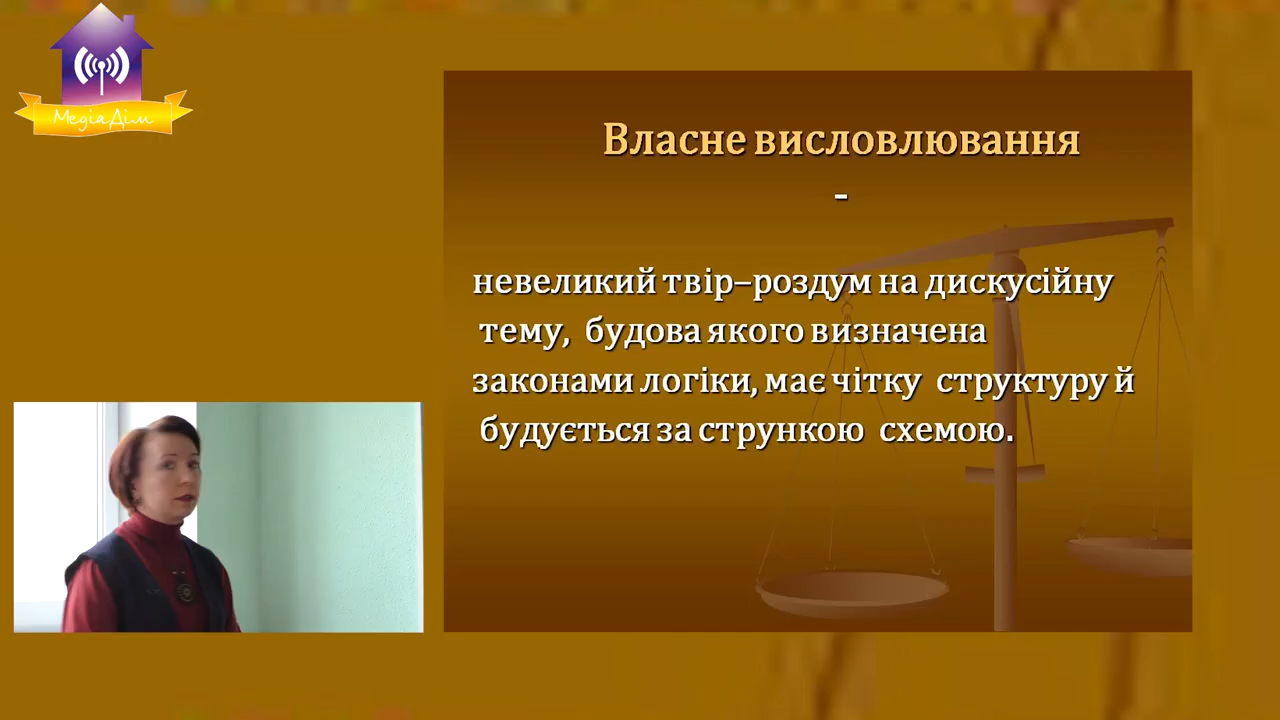 МедіаДім
Власне висловлювання
-
невеликий твір–роздум на дискусійну
тему, будова якого визначена
законами логіки, має чітку структуру й
будується за стрункою схемою.